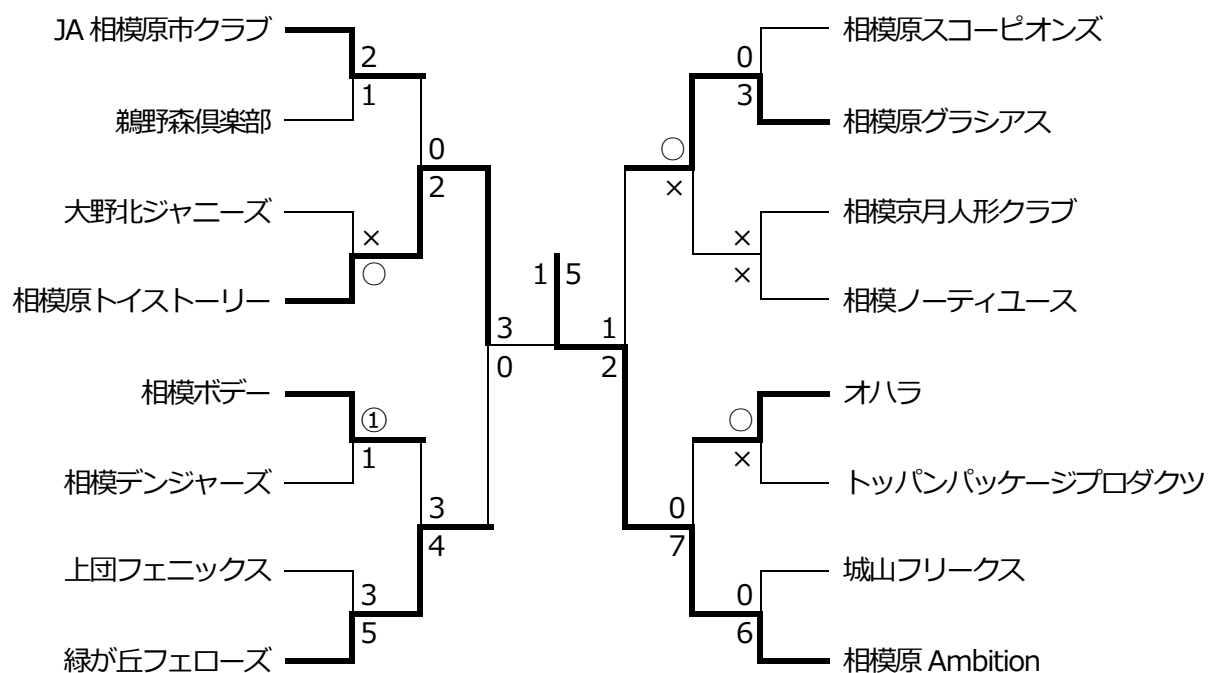 JA 相模原市クラブ
2
1
鵜野森倶楽部
0
2
大野北ジャニーズ
×
○
相模原トイストーリー
3
0
相模ボデー
①
1
相模デンジャーズ
3
4
上団フェニックス
3
5
緑が丘フェローズ
1 5
相模原スコーピオンズ
0
3
相模原グラシアス
○
×
相模京月人形クラブ
×
×
相模ノーティユース
1
2
オハラ
○
×
トッパンパッケージプロダクツ
0
7
城山フリークス
0
6
相模原 Ambition